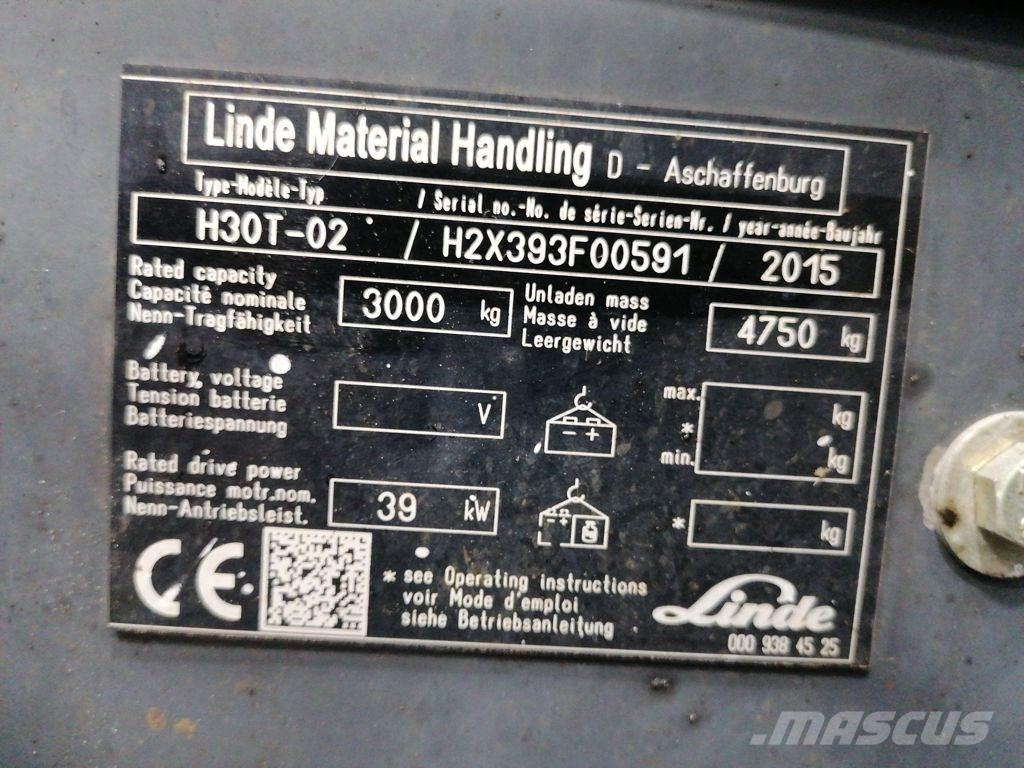 Linde Material Handling D - Aschaffenburg
Type-Modèle-Typ / Serial no.-No. de série-Serien-Nr. / year-année-Baujahr
H30T-02 / H2X393F00591 / 2015
Rated capacity
Capacité nominale
Nenn-Tragfähigkeit
3000 kg
Unladen mass
Masse à vide
Leergewicht
4750 kg
Battery, voltage
Tension batterie
Batteriespannung
V
- +
max. kg
*
min. kg
Rated drive power
Puissance motr.nom.
Nenn-Antriebsleist.
39 kW
- +
* kg
CE
* see Operating instructions
voir Mode d'emploi
siehe Betriebsanleitung
Linde
000 938 45 25
MASCUS